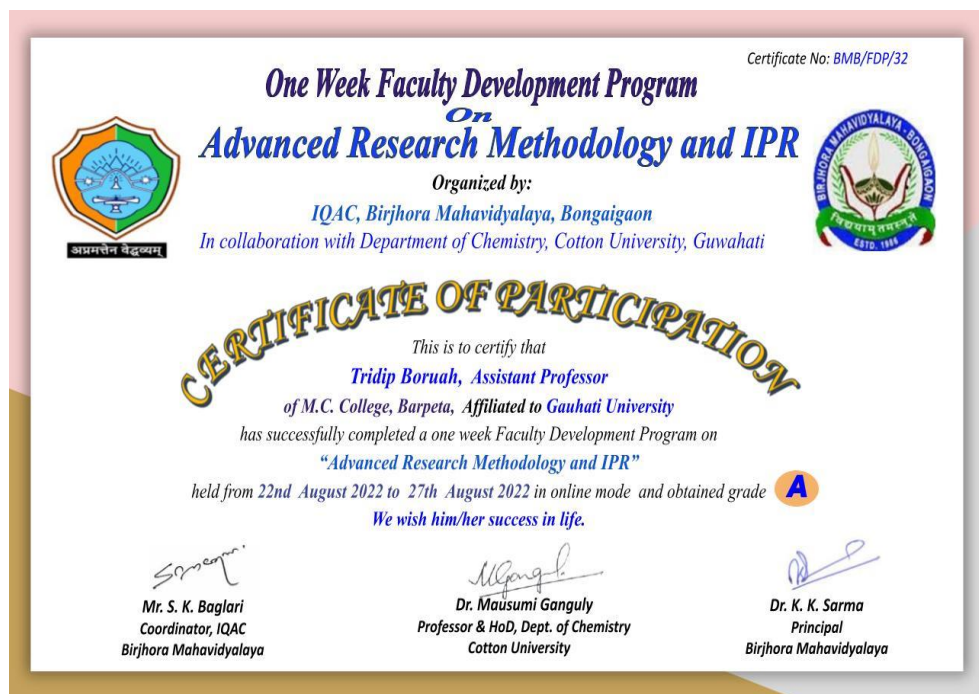 Certificate No: BMB/FDP/32
One Week Faculty Development Program
On
Advanced Research Methodology and IPR
Organized by:
IQAC, Birjhora Mahavidyalaya, Bongaigaon
In collaboration with Department of Chemistry, Cotton University, Guwahati
अप्रमत्तेन वेद्धव्यम्
BIRJHORA MAHAVIDYALAYA - BONGAIGAON
विद्ययामृतमश्नुते
ESTD. 1986
CERTIFICATE OF PARTICIPATION
This is to certify that
Tridip Boruah, Assistant Professor
of M.C. College, Barpeta, Affiliated to Gauhati University
has successfully completed a one week Faculty Development Program on
“Advanced Research Methodology and IPR”
held from 22nd August 2022 to 27th August 2022 in online mode and obtained grade A
We wish him/her success in life.
Mr. S. K. Baglari
Coordinator, IQAC
Birjhora Mahavidyalaya
Dr. Mausumi Ganguly
Professor & HoD, Dept. of Chemistry
Cotton University
Dr. K. K. Sarma
Principal
Birjhora Mahavidyalaya